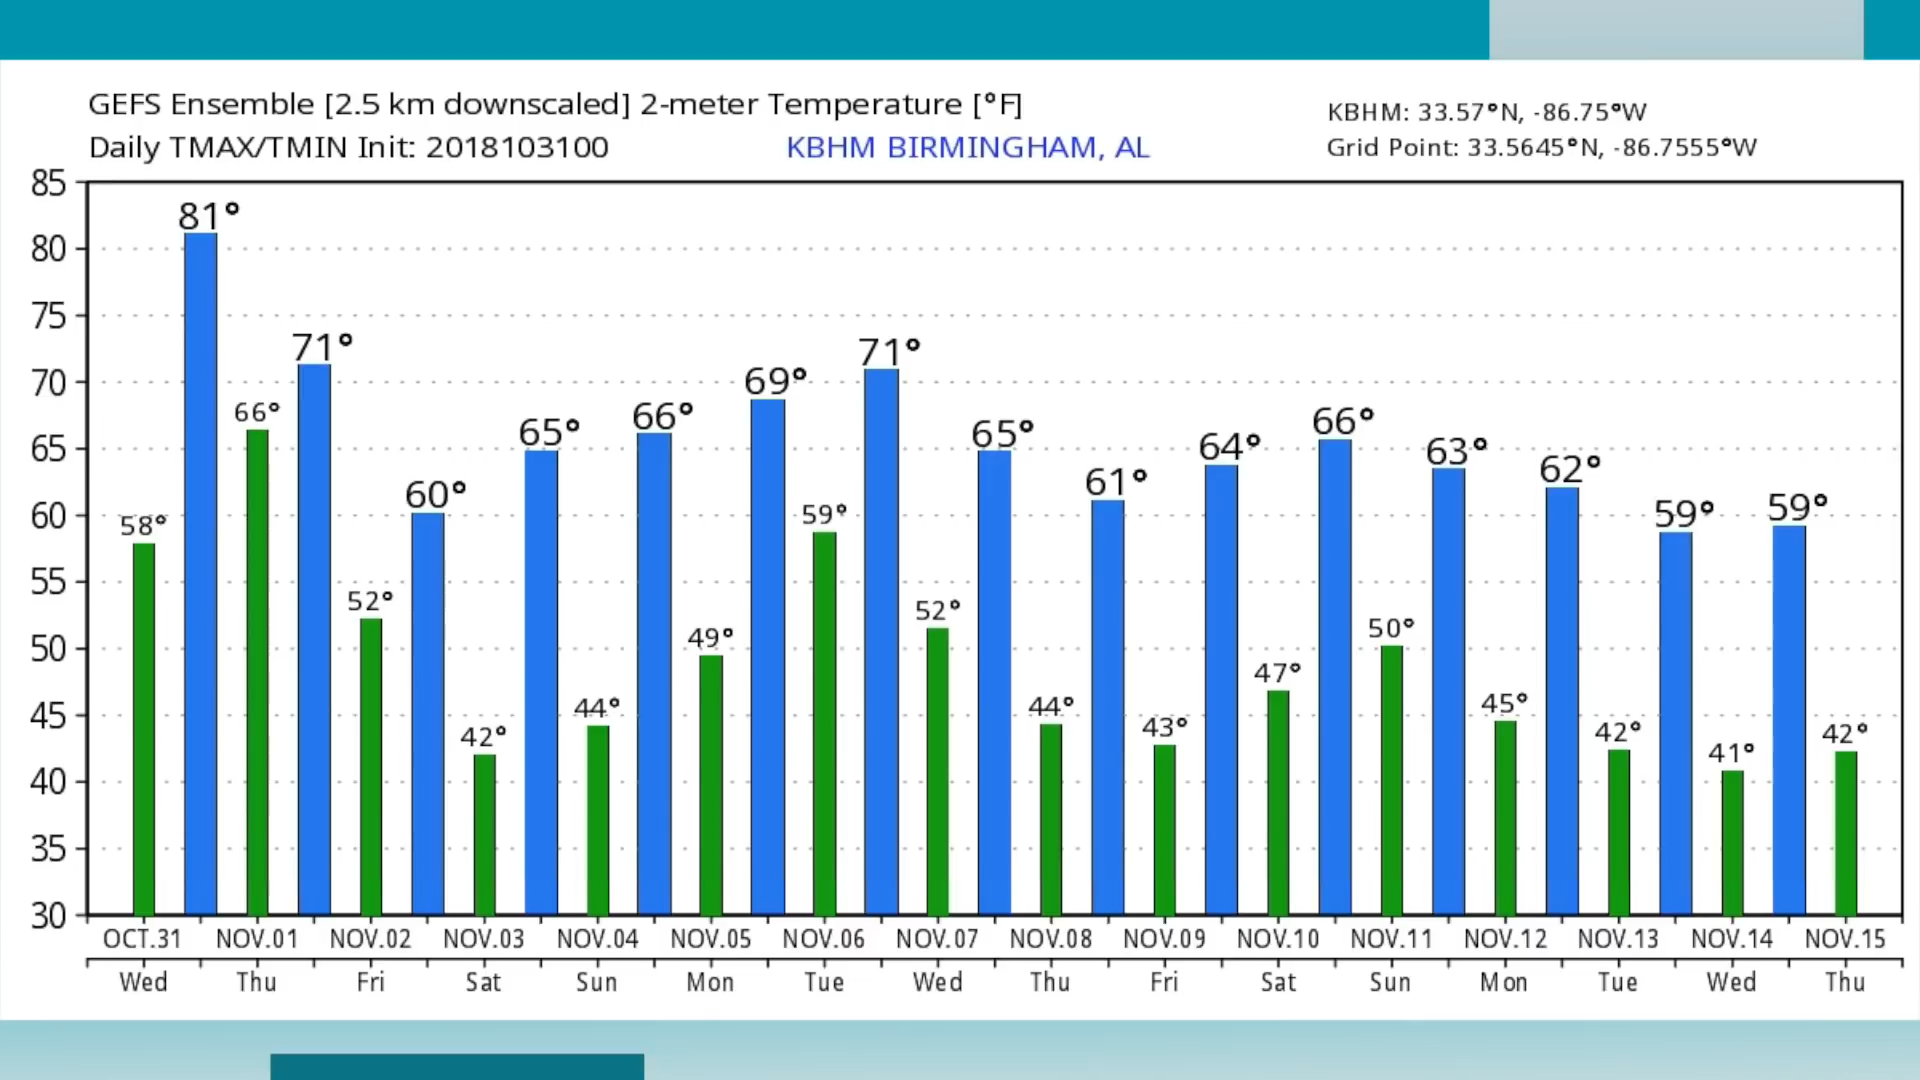 GEFS Ensemble [2.5 km downscaled] 2-meter Temperature [°F]
KBHM: 33.57°N, -86.75°W
Daily TMAX/TMIN Init: 2018103100 KBHM BIRMINGHAM, AL
Grid Point: 33.5645°N, -86.7555°W
85
80
75
70
65
60
55
50
45
40
35
30
58° 81° 66° 71° 52° 60° 42° 65° 44° 66° 49° 69° 59° 71° 52° 65° 44° 61° 43° 64° 47° 66° 50° 63° 45° 62° 42° 59° 41° 59° 42°
OCT.31 NOV.01 NOV.02 NOV.03 NOV.04 NOV.05 NOV.06 NOV.07 NOV.08 NOV.09 NOV.10 NOV.11 NOV.12 NOV.13 NOV.14 NOV.15
Wed Thu Fri Sat Sun Mon Tue Wed Thu Fri Sat Sun Mon Tue Wed Thu